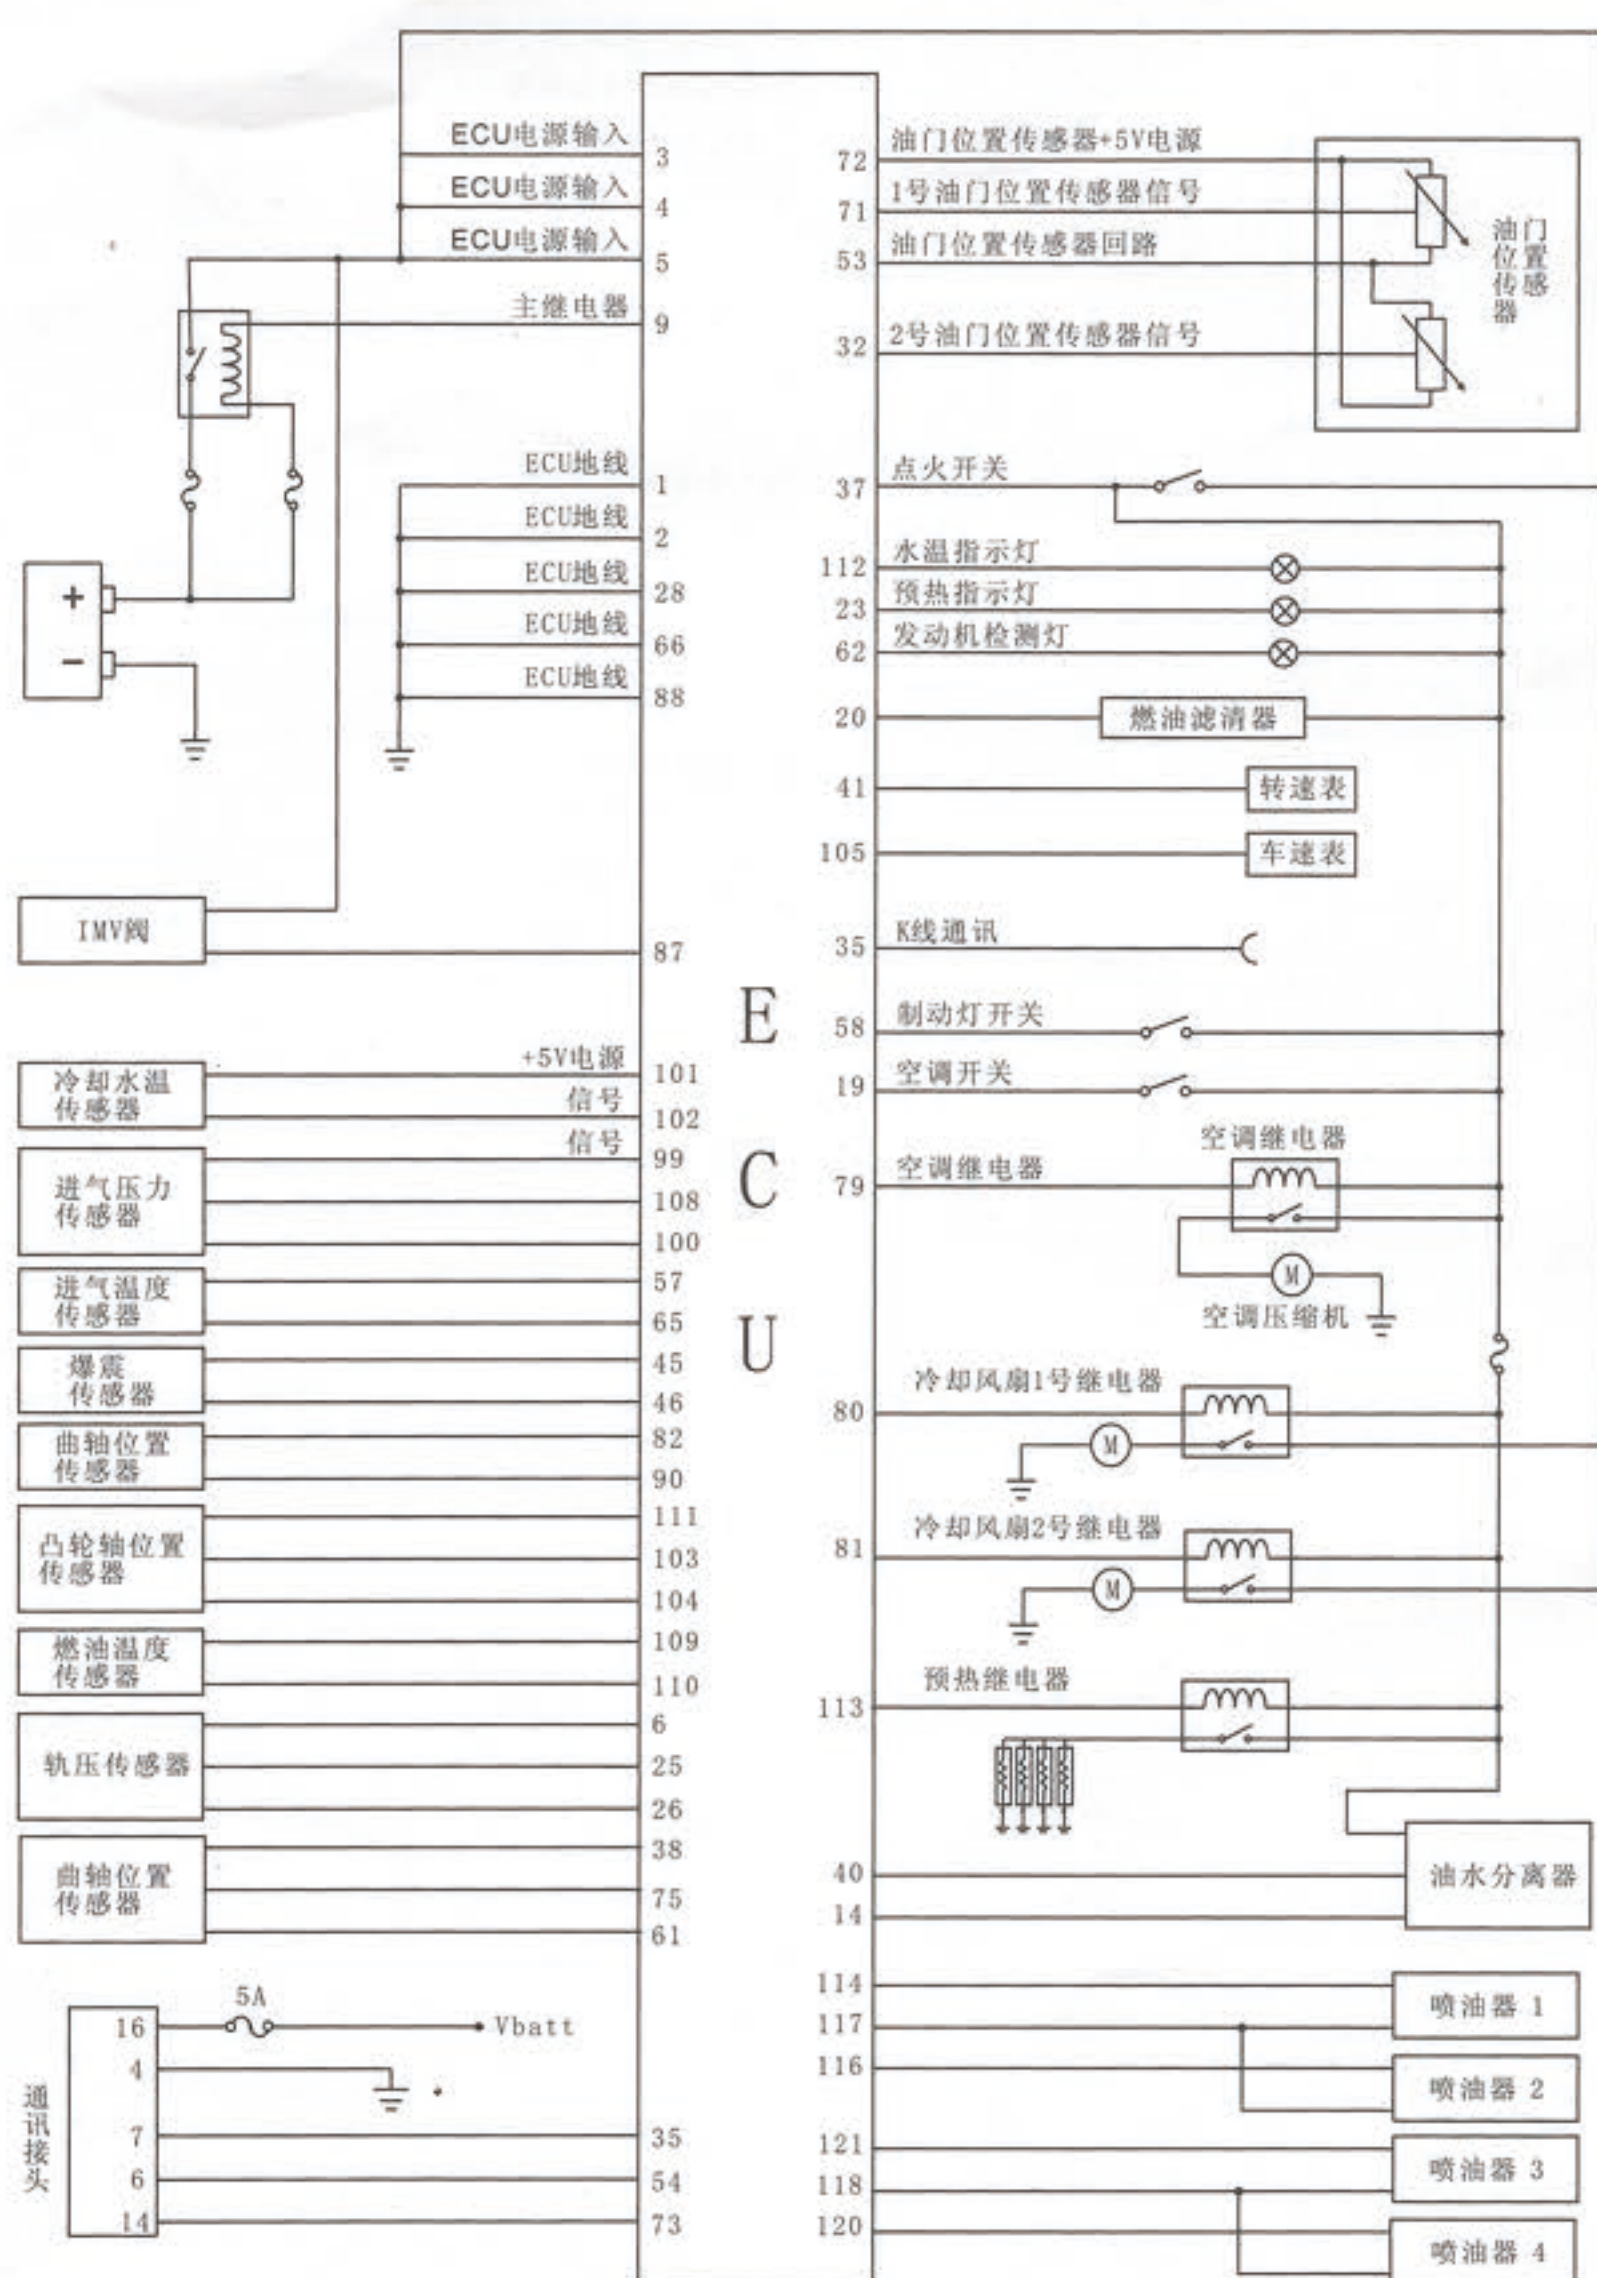 ECU电源输入
3
ECU电源输入
4
ECU电源输入
5
主继电器
9
ECU地线
1
ECU地线
2
ECU地线
28
ECU地线
66
ECU地线
88
+
-
IMV阀
87
冷却水温
传感器
+5V电源
101
信号
102
进气压力
传感器
信号
99
108
100
进气温度
传感器
57
65
爆震
传感器
45
46
曲轴位置
传感器
82
90
凸轮轴位置
传感器
111
103
104
燃油温度
传感器
109
110
轨压传感器
6
25
26
曲轴位置
传感器
38
75
61
通讯接头
16
5A
Vbatt
4
7
35
6
54
14
73
E
C
U
72
油门位置传感器+5V电源
71
1号油门位置传感器信号
53
油门位置传感器回路
32
2号油门位置传感器信号
油门
位置
传感
器
37
点火开关
112
水温指示灯
23
预热指示灯
62
发动机检测灯
20
燃油滤清器
41
转速表
105
车速表
35
K线通讯
58
制动灯开关
19
空调开关
空调继电器
79
空调继电器
M
空调压缩机
冷却风扇1号继电器
80
M
冷却风扇2号继电器
81
M
预热继电器
113
40
油水分离器
14
114
喷油器 1
117
116
喷油器 2
121
喷油器 3
118
120
喷油器 4